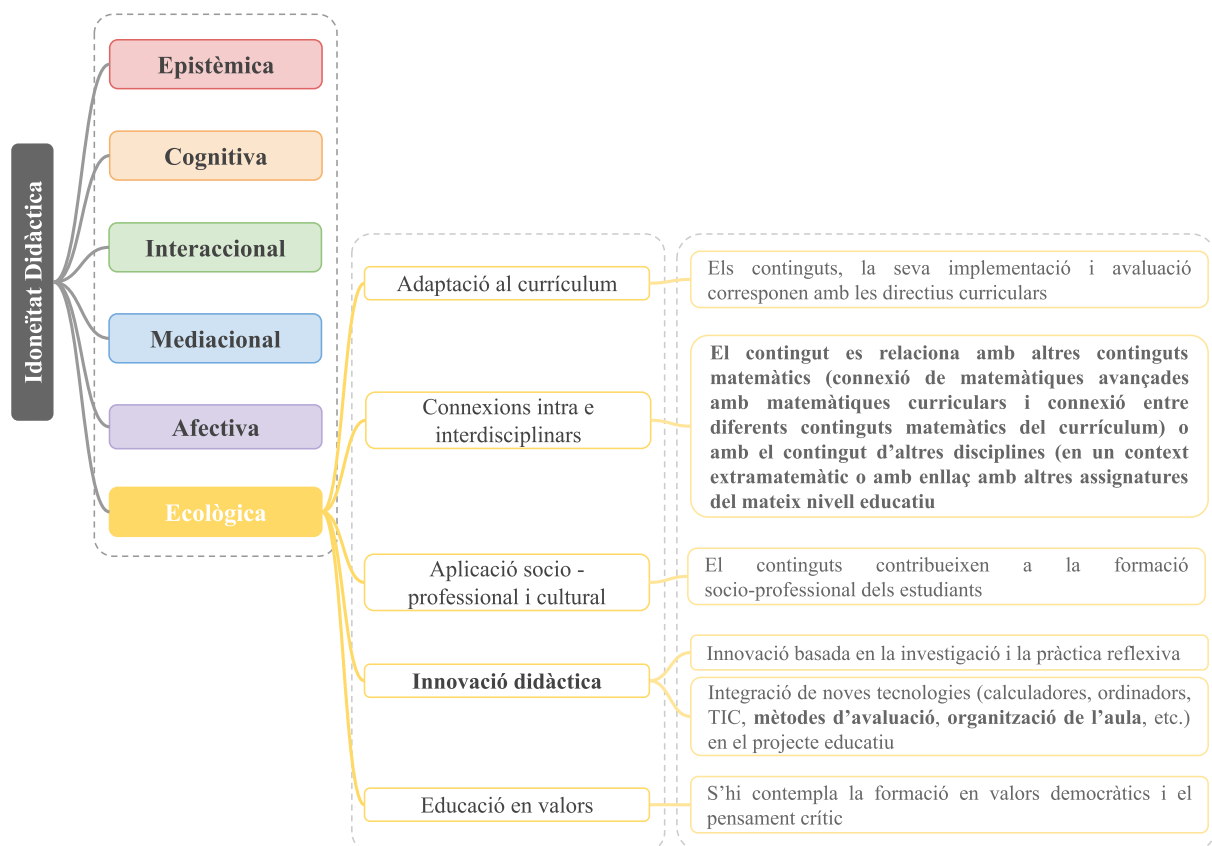 Idoneïtat Didàctica
Epistèmica
Cognitiva
Interaccional
Mediacional
Afectiva
Ecològica
Adaptació al currículum
Els continguts, la seva implementació i avaluació
corresponen amb les directius curriculars
Connexions intra e
interdisciplinars
El contingut es relaciona amb altres continguts
matemàtics (connexió de matemàtiques avançades
amb matemàtiques curriculars i connexió entre
diferents continguts matemàtics del currículum) o
amb el contingut d’altres disciplines (en un context
extramatemàtic o amb enllaç amb altres assignatures
del mateix nivell educatiu
Aplicació socio -
professional i cultural
El continguts contribueixen a la formació
socio-professional dels estudiants
Innovació didàctica
Innovació basada en la investigació i la pràctica reflexiva
Integració de noves tecnologies (calculadores, ordinadors,
TIC, mètodes d’avaluació, organització de l’aula, etc.)
en el projecte educatiu
Educació en valors
S’hi contempla la formació en valors democràtics i el
pensament crític